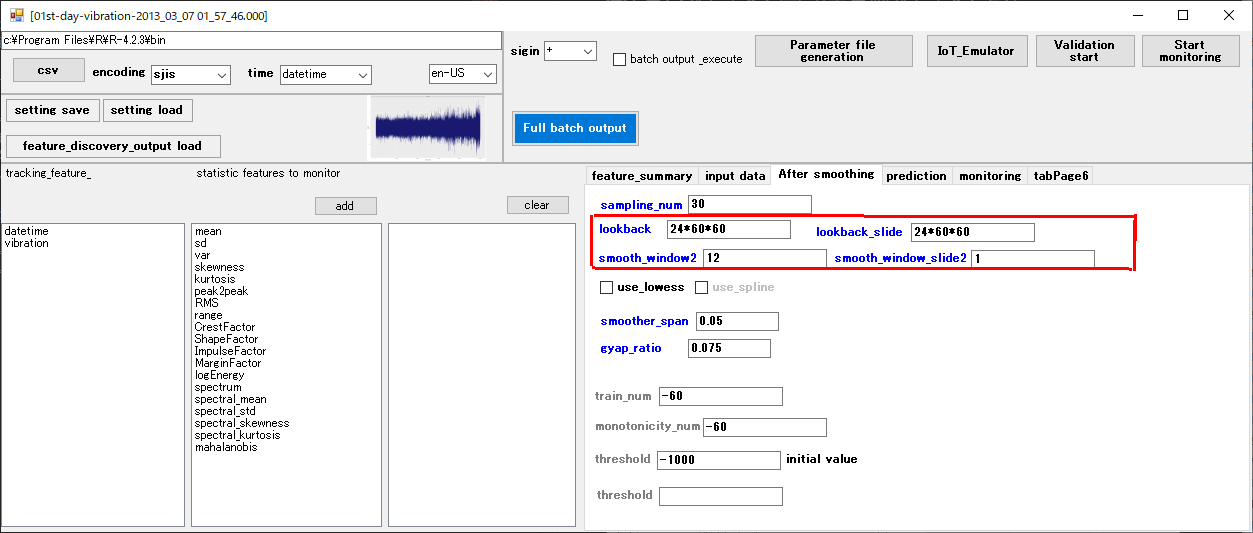 [01st-day-vibration-2013_03_07 01_57_46.000]
c:¥Program Files¥R¥R-4.2.3¥bin
csv
encoding
sjis
time
datetime
en-US
sigin
+
batch output _execute
Parameter file
generation
IoT_Emulator
Validation
start
Start
monitoring
setting save
setting load
feature_discovery_output load
Full batch output
tracking_feature_
statistic features to monitor
add
clear
datetime
vibration
mean
sd
var
skewness
kurtosis
peak2peak
RMS
range
CrestFactor
ShapeFactor
ImpulseFactor
MarginFactor
logEnergy
spectrum
spectral_mean
spectral_std
spectral_skewness
spectral_kurtosis
mahalanobis
feature_summary
input data
After smoothing
prediction
monitoring
tabPage6
sampling_num
30
lookback
24*60*60
lookback_slide
24*60*60
smooth_window2
12
smooth_window_slide2
1
use_lowess
use_spline
smoother_span
0.05
gyap_ratio
0.075
train_num
-60
monotonicity_num
-60
threshold
-1000
initial value
threshold